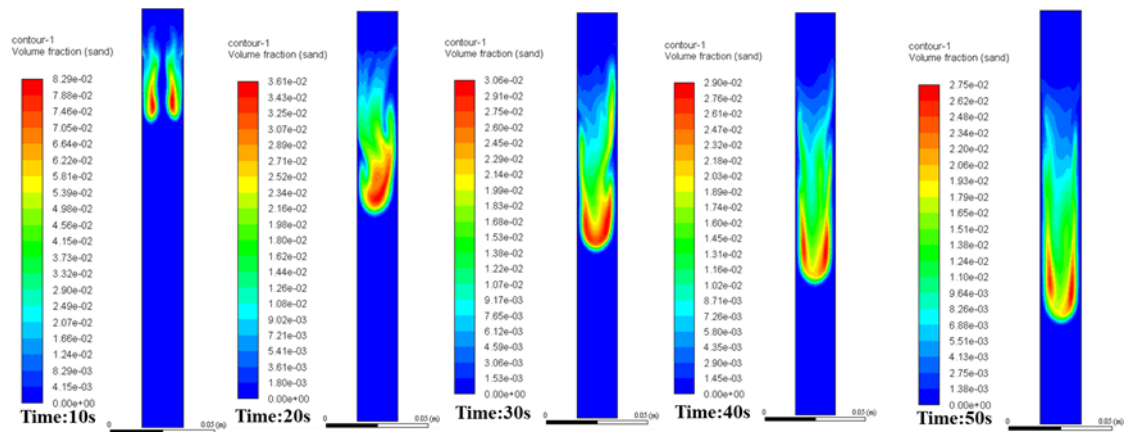 contour-1
Volume fraction (sand)
8.29e-02
7.88e-02
7.46e-02
7.05e-02
6.64e-02
6.22e-02
5.81e-02
5.39e-02
4.98e-02
4.56e-02
4.15e-02
3.73e-02
3.32e-02
2.90e-02
2.49e-02
2.07e-02
1.66e-02
1.24e-02
8.29e-03
4.15e-03
0.00e+00
Time:10s
0 0.05 (m)
contour-1
Volume fraction (sand)
3.61e-02
3.43e-02
3.25e-02
3.07e-02
2.89e-02
2.71e-02
2.52e-02
2.34e-02
2.16e-02
1.98e-02
1.80e-02
1.62e-02
1.44e-02
1.26e-02
1.08e-02
9.02e-03
7.21e-03
5.41e-03
3.61e-03
1.80e-03
0.00e+00
Time:20s
0 0.05 (m)
contour-1
Volume fraction (sand)
3.06e-02
2.91e-02
2.75e-02
2.60e-02
2.45e-02
2.29e-02
2.14e-02
1.99e-02
1.83e-02
1.68e-02
1.53e-02
1.38e-02
1.22e-02
1.07e-02
9.17e-03
7.65e-03
6.12e-03
4.59e-03
3.06e-03
1.53e-03
0.00e+00
Time:30s
0 0.05 (m)
contour-1
Volume fraction (sand)
2.90e-02
2.76e-02
2.61e-02
2.47e-02
2.32e-02
2.18e-02
2.03e-02
1.89e-02
1.74e-02
1.60e-02
1.45e-02
1.31e-02
1.16e-02
1.02e-02
8.71e-03
7.26e-03
5.80e-03
4.35e-03
2.90e-03
1.45e-03
0.00e+00
Time:40s
0 0.05 (m)
contour-1
Volume fraction (sand)
2.75e-02
2.62e-02
2.48e-02
2.34e-02
2.20e-02
2.06e-02
1.93e-02
1.79e-02
1.65e-02
1.51e-02
1.38e-02
1.24e-02
1.10e-02
9.64e-03
8.26e-03
6.88e-03
5.51e-03
4.13e-03
2.75e-03
1.38e-03
0.00e+00
Time:50s
0 0.05 (m)